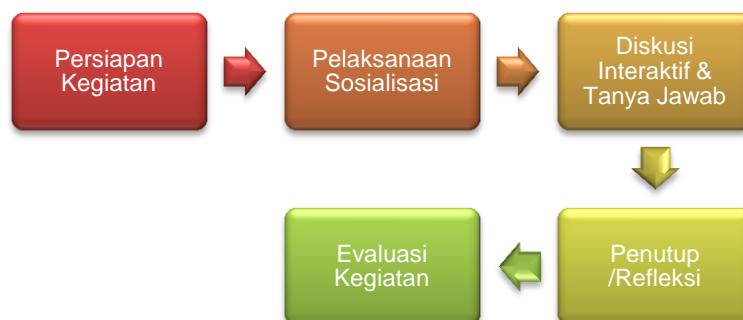 Persiapan
Kegiatan
Pelaksanaan
Sosialisasi
Diskusi
Interaktif &
Tanya Jawab
Penutup
/Refleksi
Evaluasi
Kegiatan